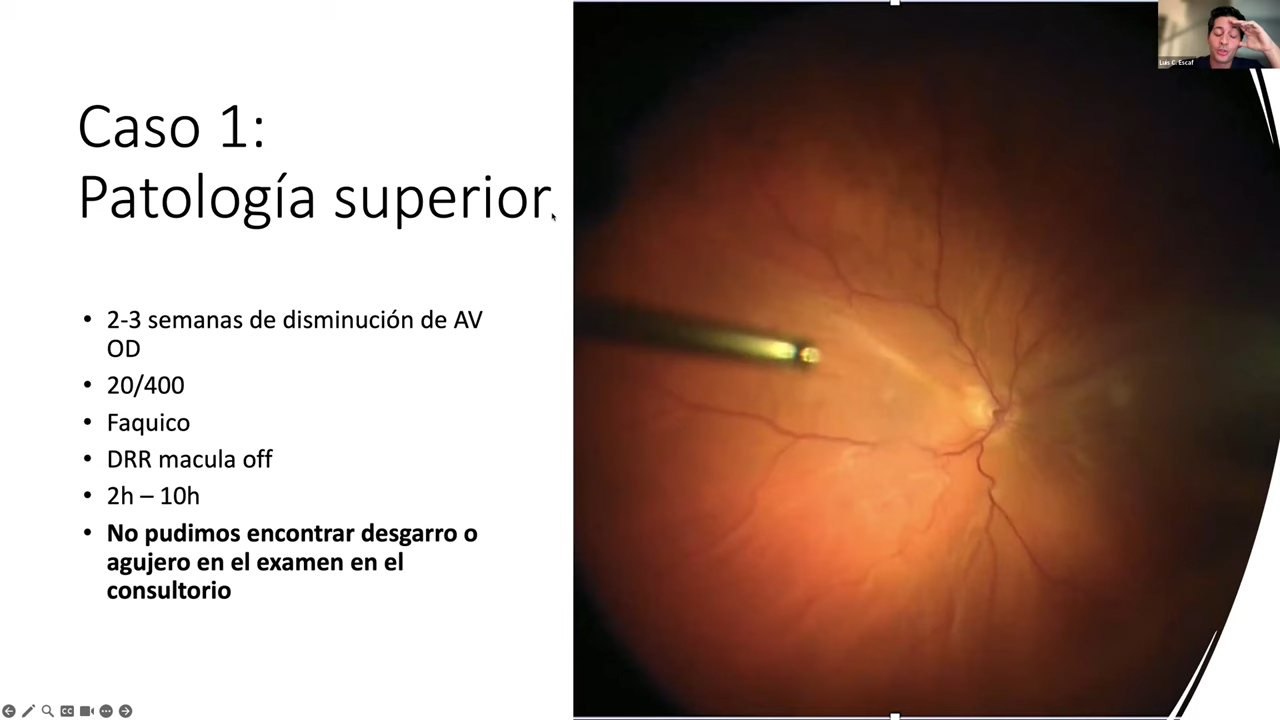 Caso 1:
Patología superior
• 2-3 semanas de disminución de AV
OD
• 20/400
• Faquico
• DRR macula off
• 2h – 10h
• No pudimos encontrar desgarro o
agujero en el examen en el
consultorio
Luis C. Escaf